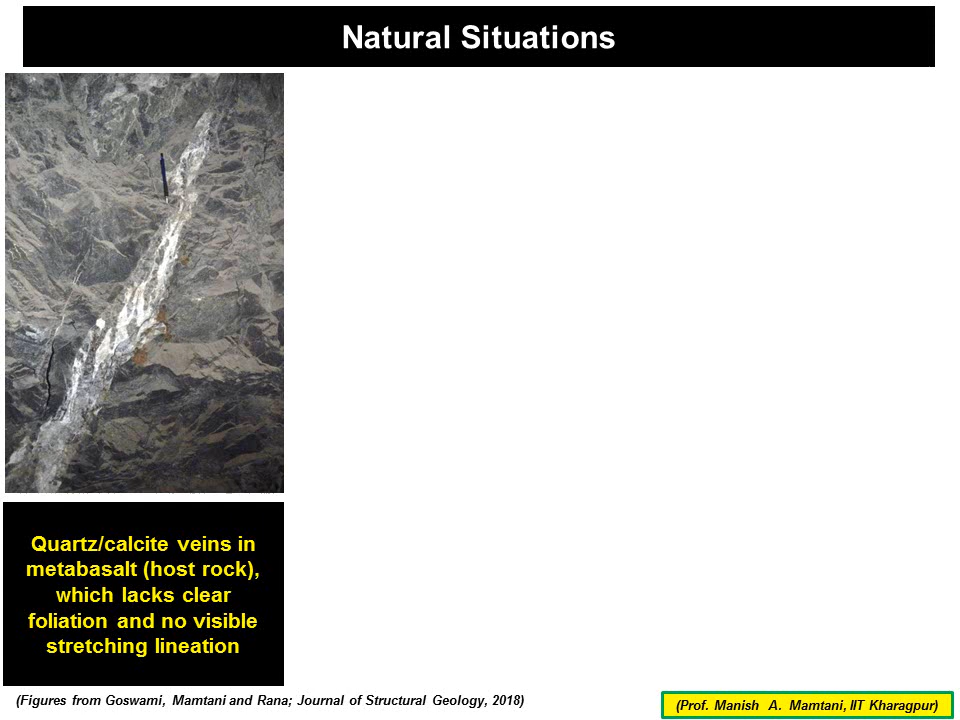 Natural Situations
Quartz/calcite veins in
metabasalt (host rock),
which lacks clear
foliation and no visible
stretching lineation
(Figures from Goswami, Mamtani and Rana; Journal of Structural Geology, 2018)
(Prof. Manish A. Mamtani, IIT Kharagpur)